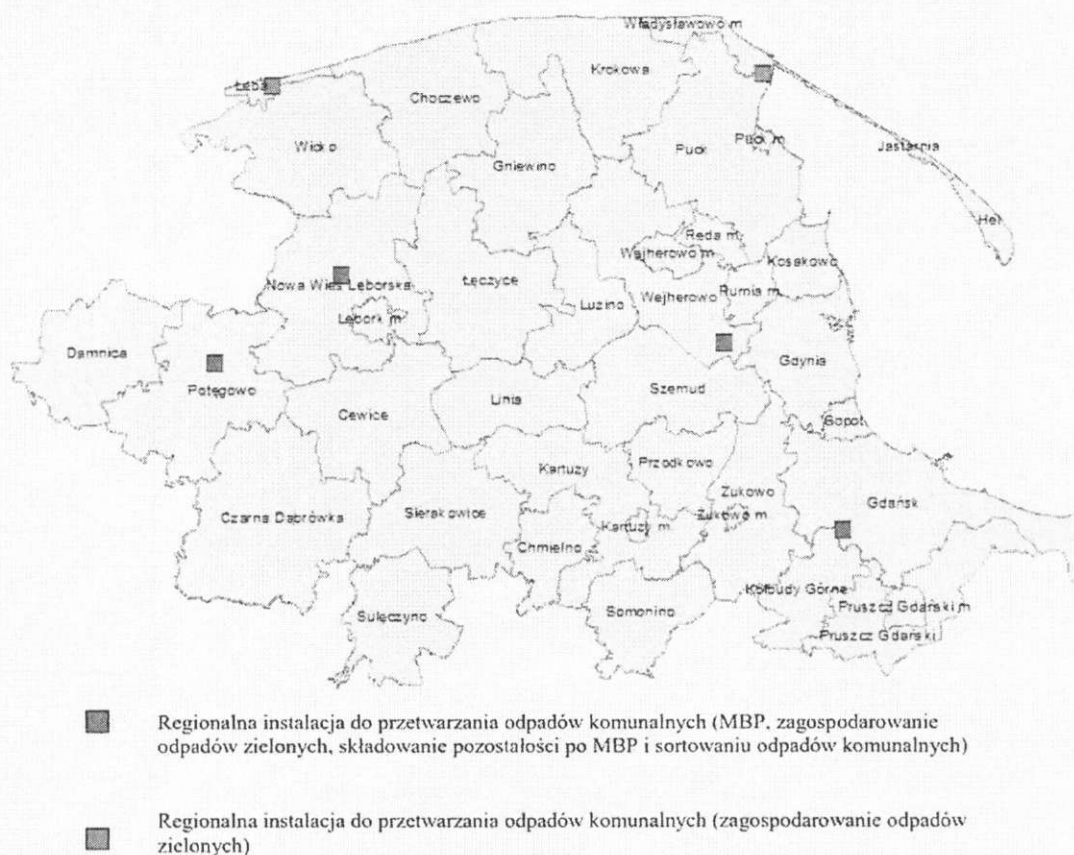 Władysławowo m
Krokowa
Łeba
Choczewo
Wicko
Puck
Puck m
Jastarnia
Gniewino
Hel
Reda m
Wejherowo m
Kosakowo
Nowa Wieś Lęborska
Łęczyce
Luzino
Wejherowo
Rumia m
Lębork m
Damnica
Gdynia
Potęgowo
Linia
Szemud
Cewice
Sopot
Kartuzy
Przodkowo
Żukowo
Gdańsk
Czarna Dąbrówka
Sierakowice
Kartuzy m
Żukowo m
Chmielno
Kolbudy Górne
Sulęczyno
Somonino
Pruszcz Gdański m
Pruszcz Gdański
Regionalna instalacja do przetwarzania odpadów komunalnych (MBP, zagospodarowanie
odpadów zielonych, składowanie pozostałości po MBP i sortowaniu odpadów komunalnych)
Regionalna instalacja do przetwarzania odpadów komunalnych (zagospodarowanie odpadów
zielonych)